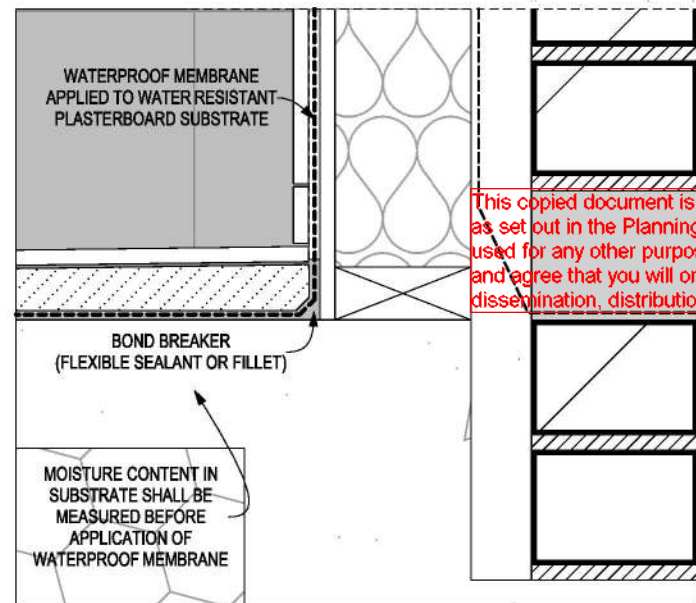 WATERPROOF MEMBRANE
APPLIED TO WATER RESISTANT
PLASTERBOARD SUBSTRATE
This copied document is
as set out in the Planning
used for any other purpo
and agree that you will or
dissemination, distributio
BOND BREAKER
(FLEXIBLE SEALANT OR FILLET)
MOISTURE CONTENT IN
SUBSTRATE SHALL BE
MEASURED BEFORE
APPLICATION OF
WATERPROOF MEMBRANE